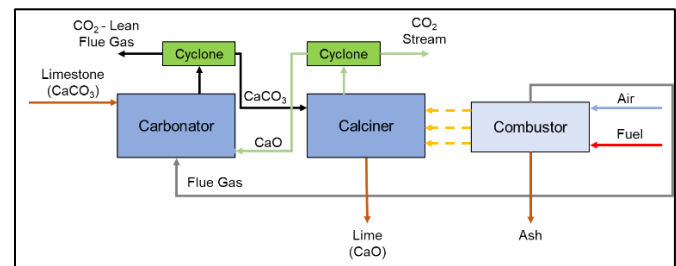 CO₂ - Lean
Flue Gas
Cyclone
Cyclone
CO₂
Stream
Limestone
(CaCO₃)
CaCO₃
Air
Carbonator
Calciner
Combustor
CaO
Fuel
Flue Gas
Lime
(CaO)
Ash